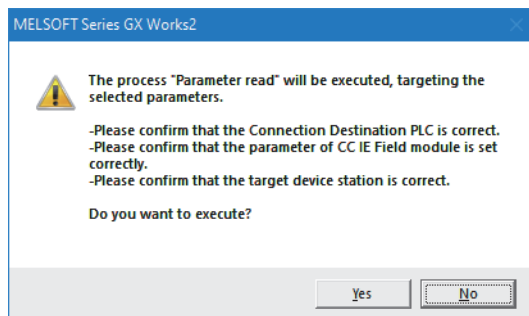 MELSOFT Series GX Works2
The process "Parameter read" will be executed, targeting the
selected parameters.
-Please confirm that the Connection Destination PLC is correct.
-Please confirm that the parameter of CC IE Field module is set
correctly.
-Please confirm that the target device station is correct.
Do you want to execute?
Yes
No